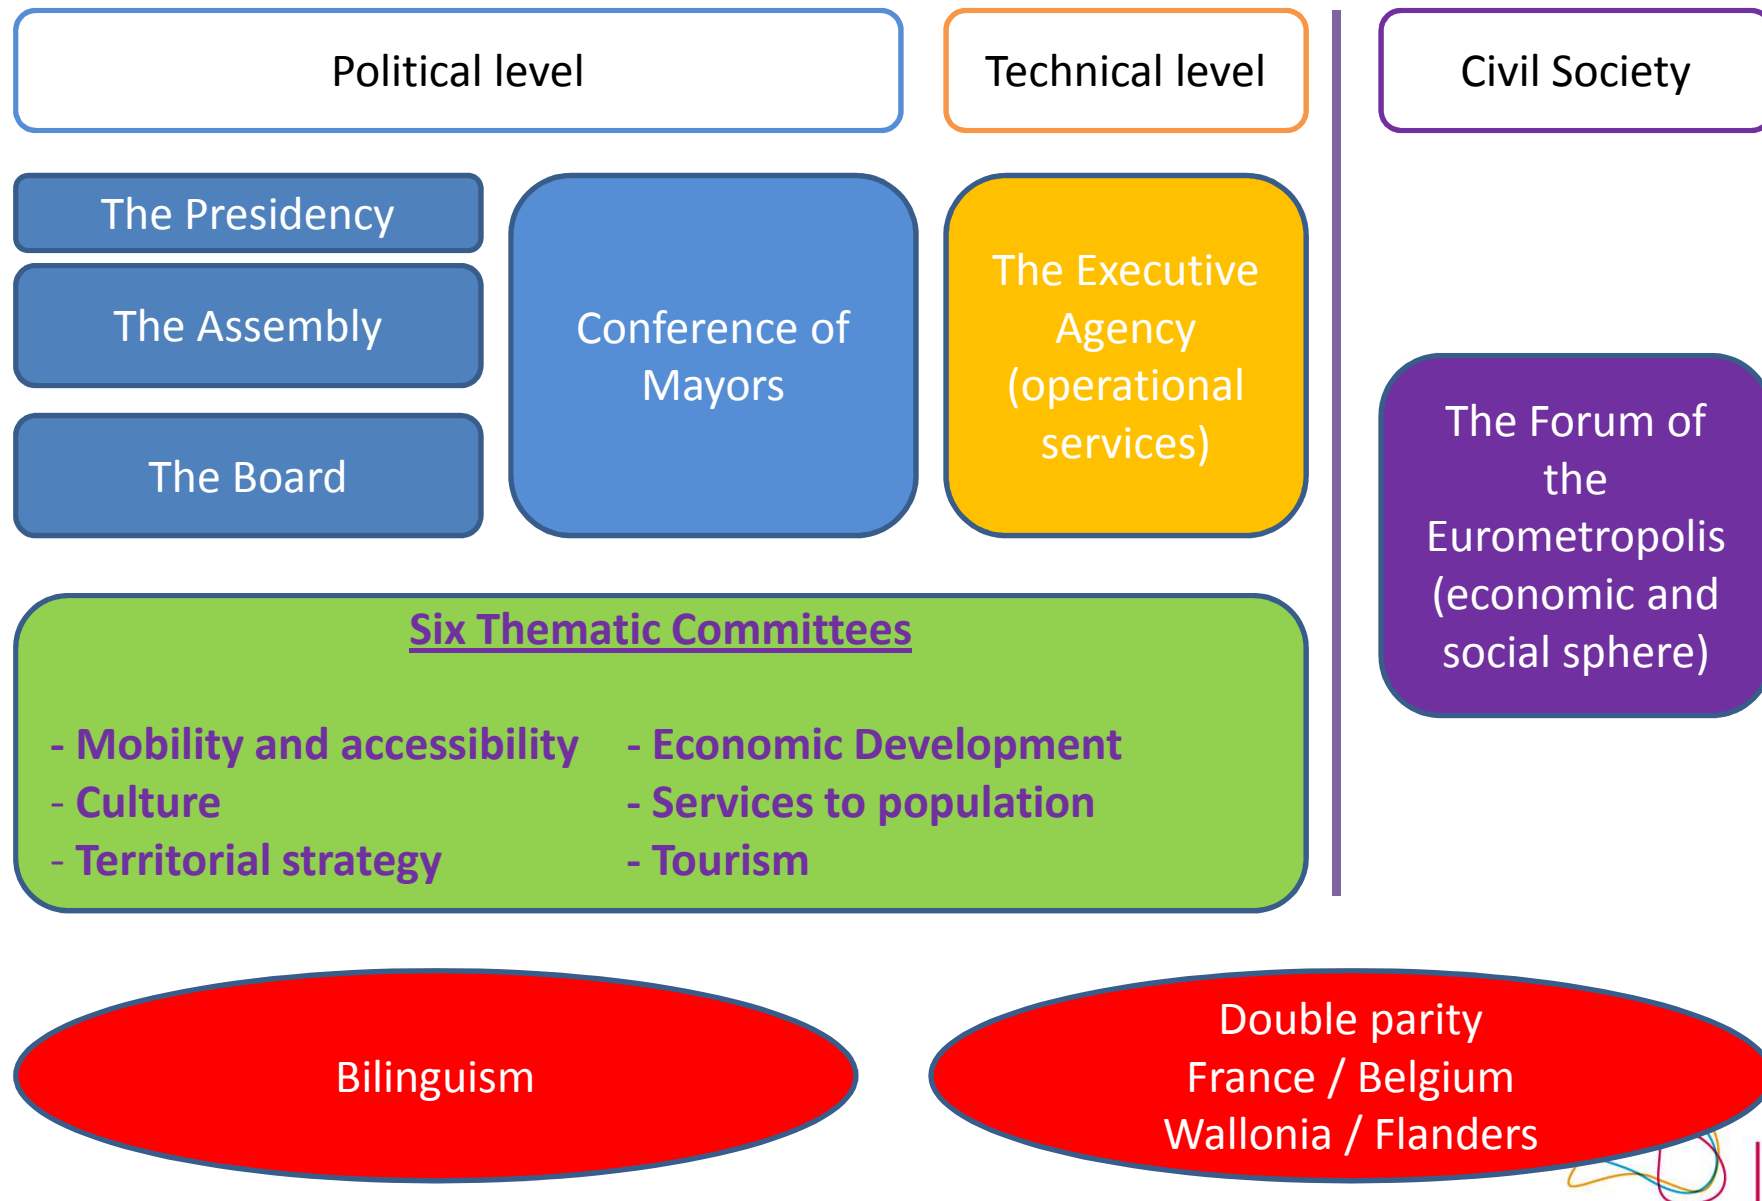 Political level
Technical level
Civil Society
The Presidency
The Assembly
The Board
Conference of
Mayors
The Executive
Agency
(operational
services)
The Forum of
the
Eurometropolis
(economic and
social sphere)
Six Thematic Committees
- Mobility and accessibility
- Culture
- Territorial strategy
- Economic Development
- Services to population
- Tourism
Bilinguism
Double parity
France / Belgium
Wallonia / Flanders